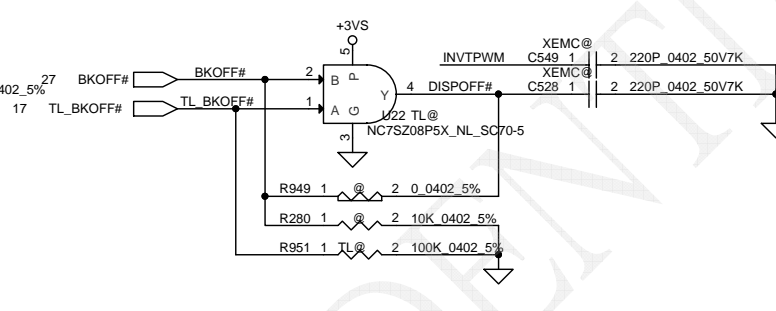 +3VS
5
XEMC@
INVTPWM C549 1 2 220P_0402_50V7K
XEMC@
27 BKOFF# BKOFF# 2 B P Y 4 DISPOFF# C528 1 2 220P_0402_50V7K
402_5%
17 TL_BKOFF# TL_BKOFF# 1 A G
U22 TL@
3 NC7SZ08P5X_NL_SC70-5
R949 1 @ 2 0_0402_5%
R280 1 @ 2 10K_0402_5%
R951 1 TL@ 2 100K_0402_5%